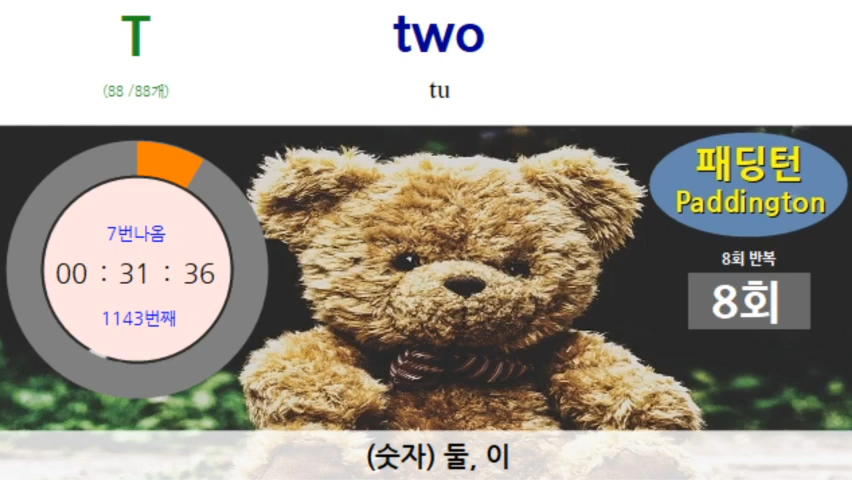 T
two
(88 /88개)
tu
패딩턴
Paddington
7번나옴
8회 반복
00 : 31 : 36
8회
1143번째
(숫자) 둘, 이